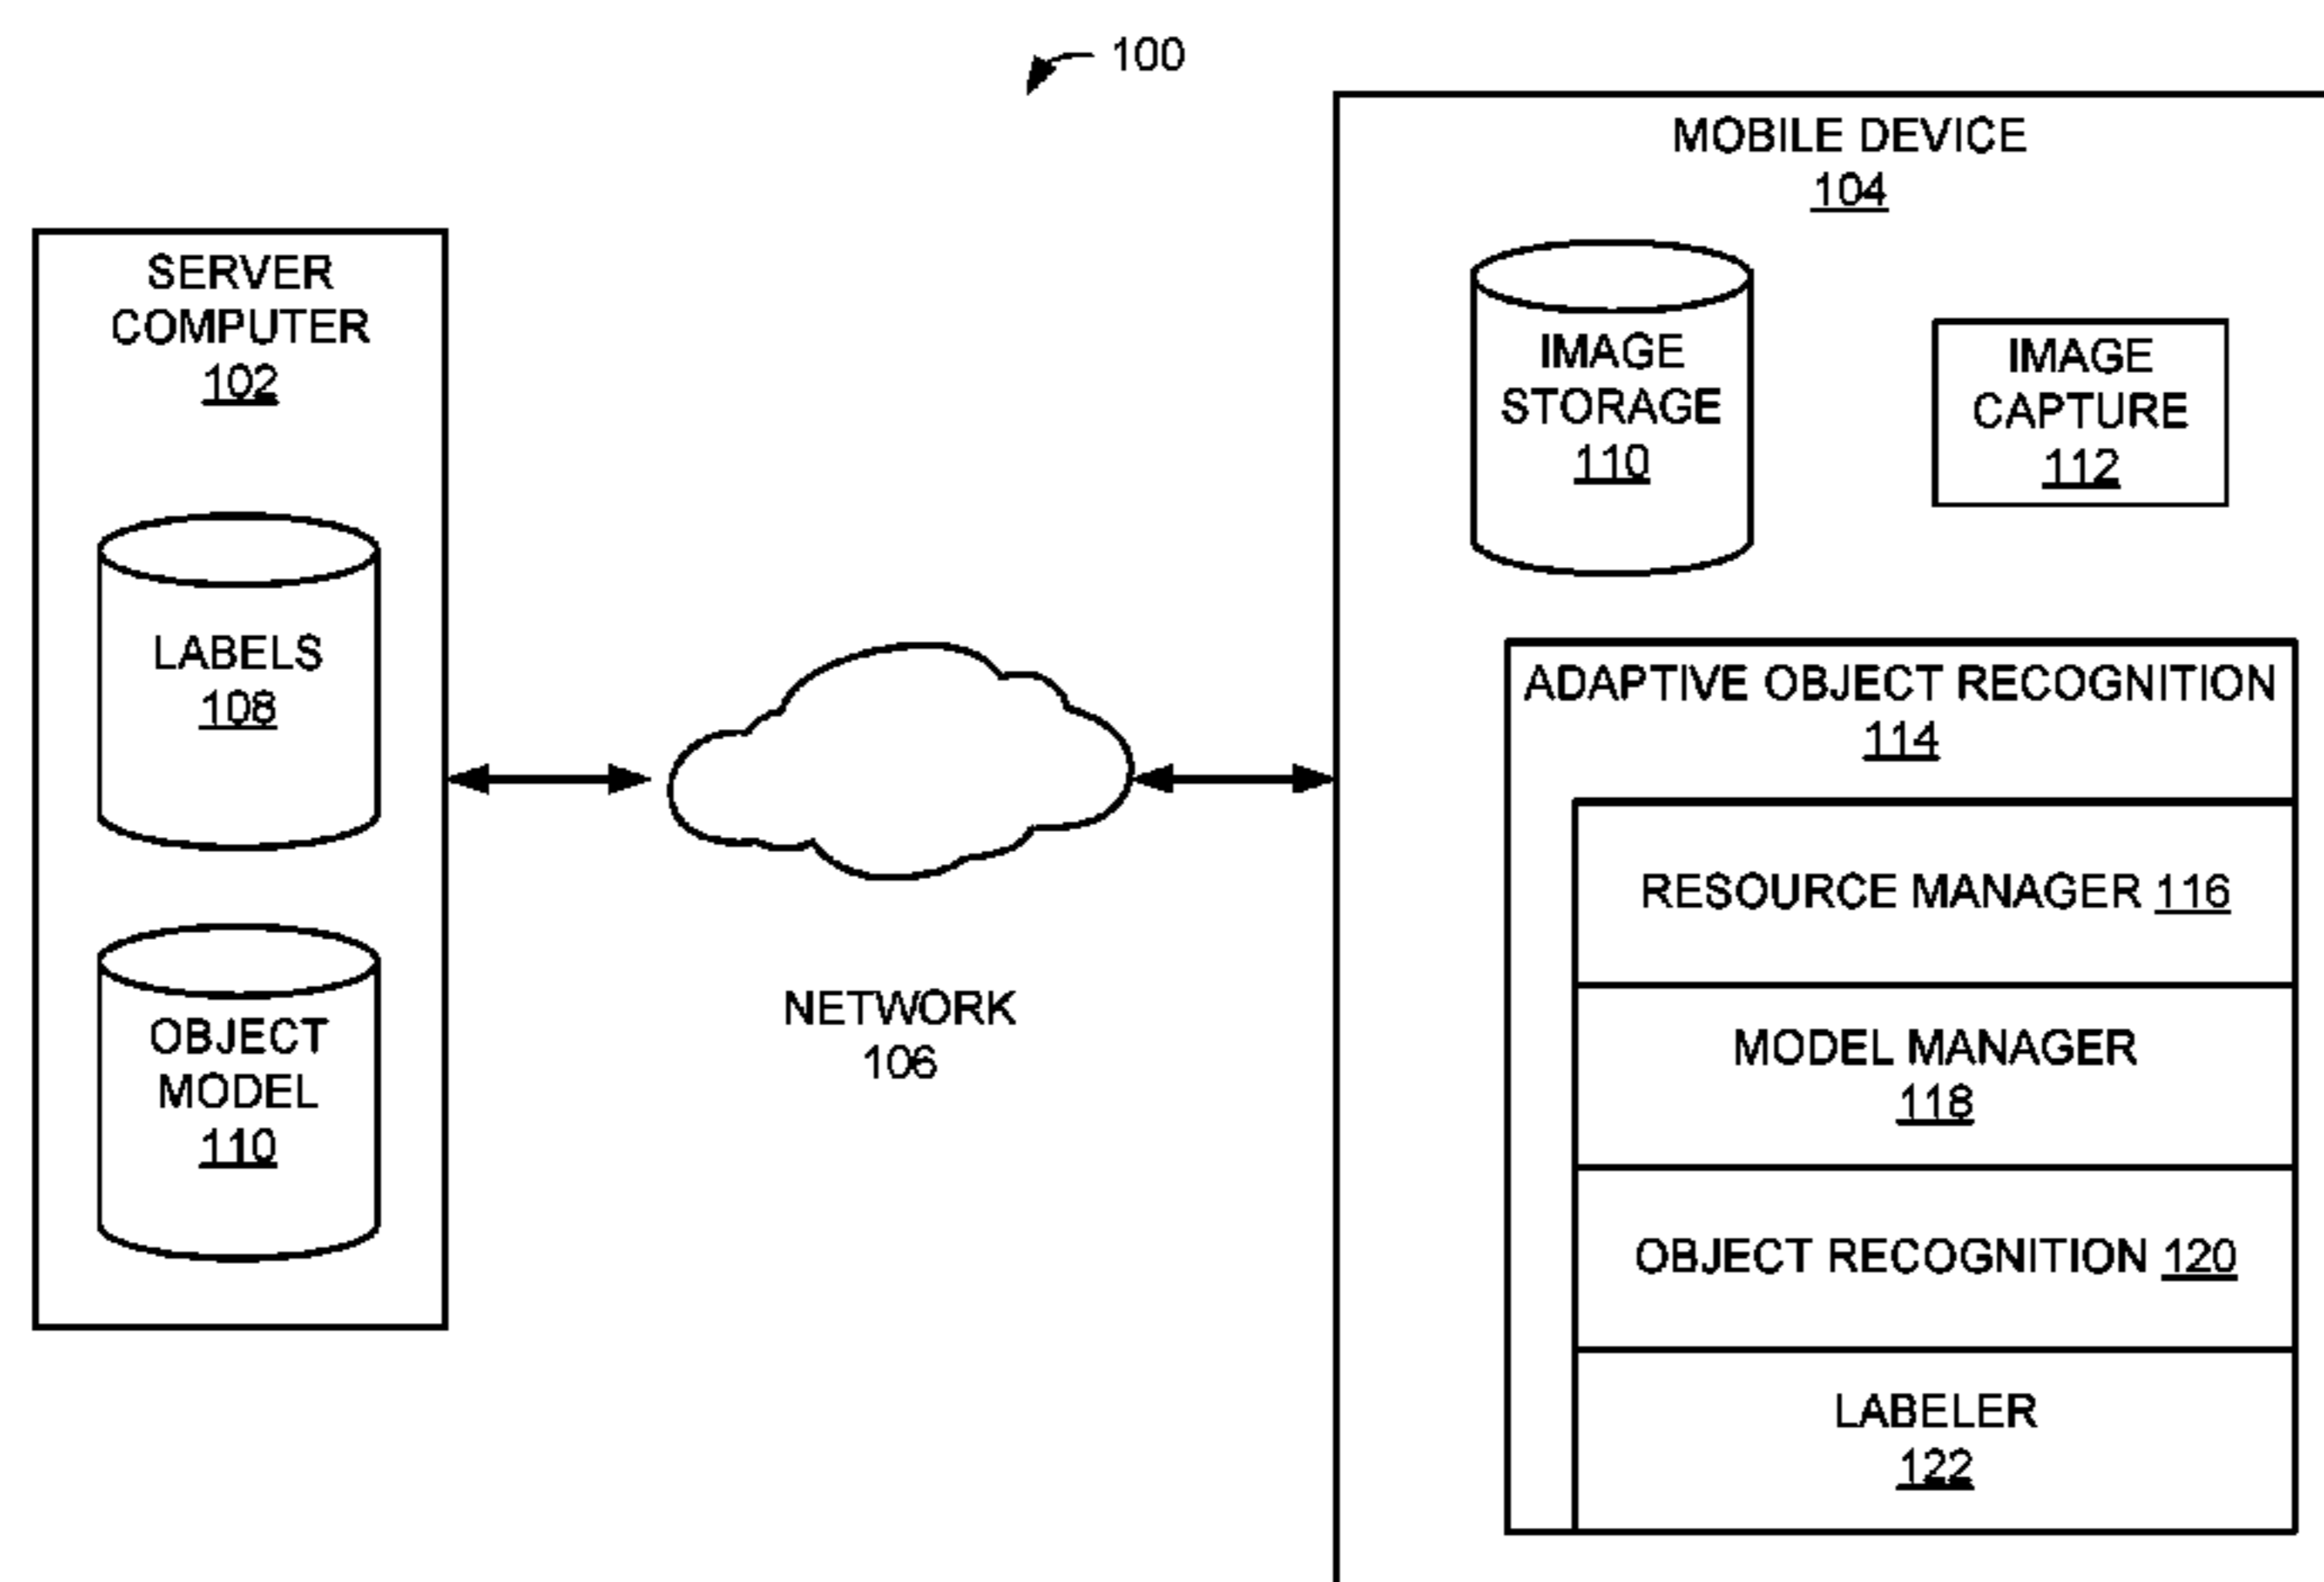 100
SERVER
COMPUTER
102
LABELS
108
OBJECT
MODEL
110
NETWORK
106
MOBILE DEVICE
104
IMAGE
STORAGE
110
IMAGE
CAPTURE
112
ADAPTIVE OBJECT RECOGNITION
114
RESOURCE MANAGER 116
MODEL MANAGER
118
OBJECT RECOGNITION 120
LABELER
122